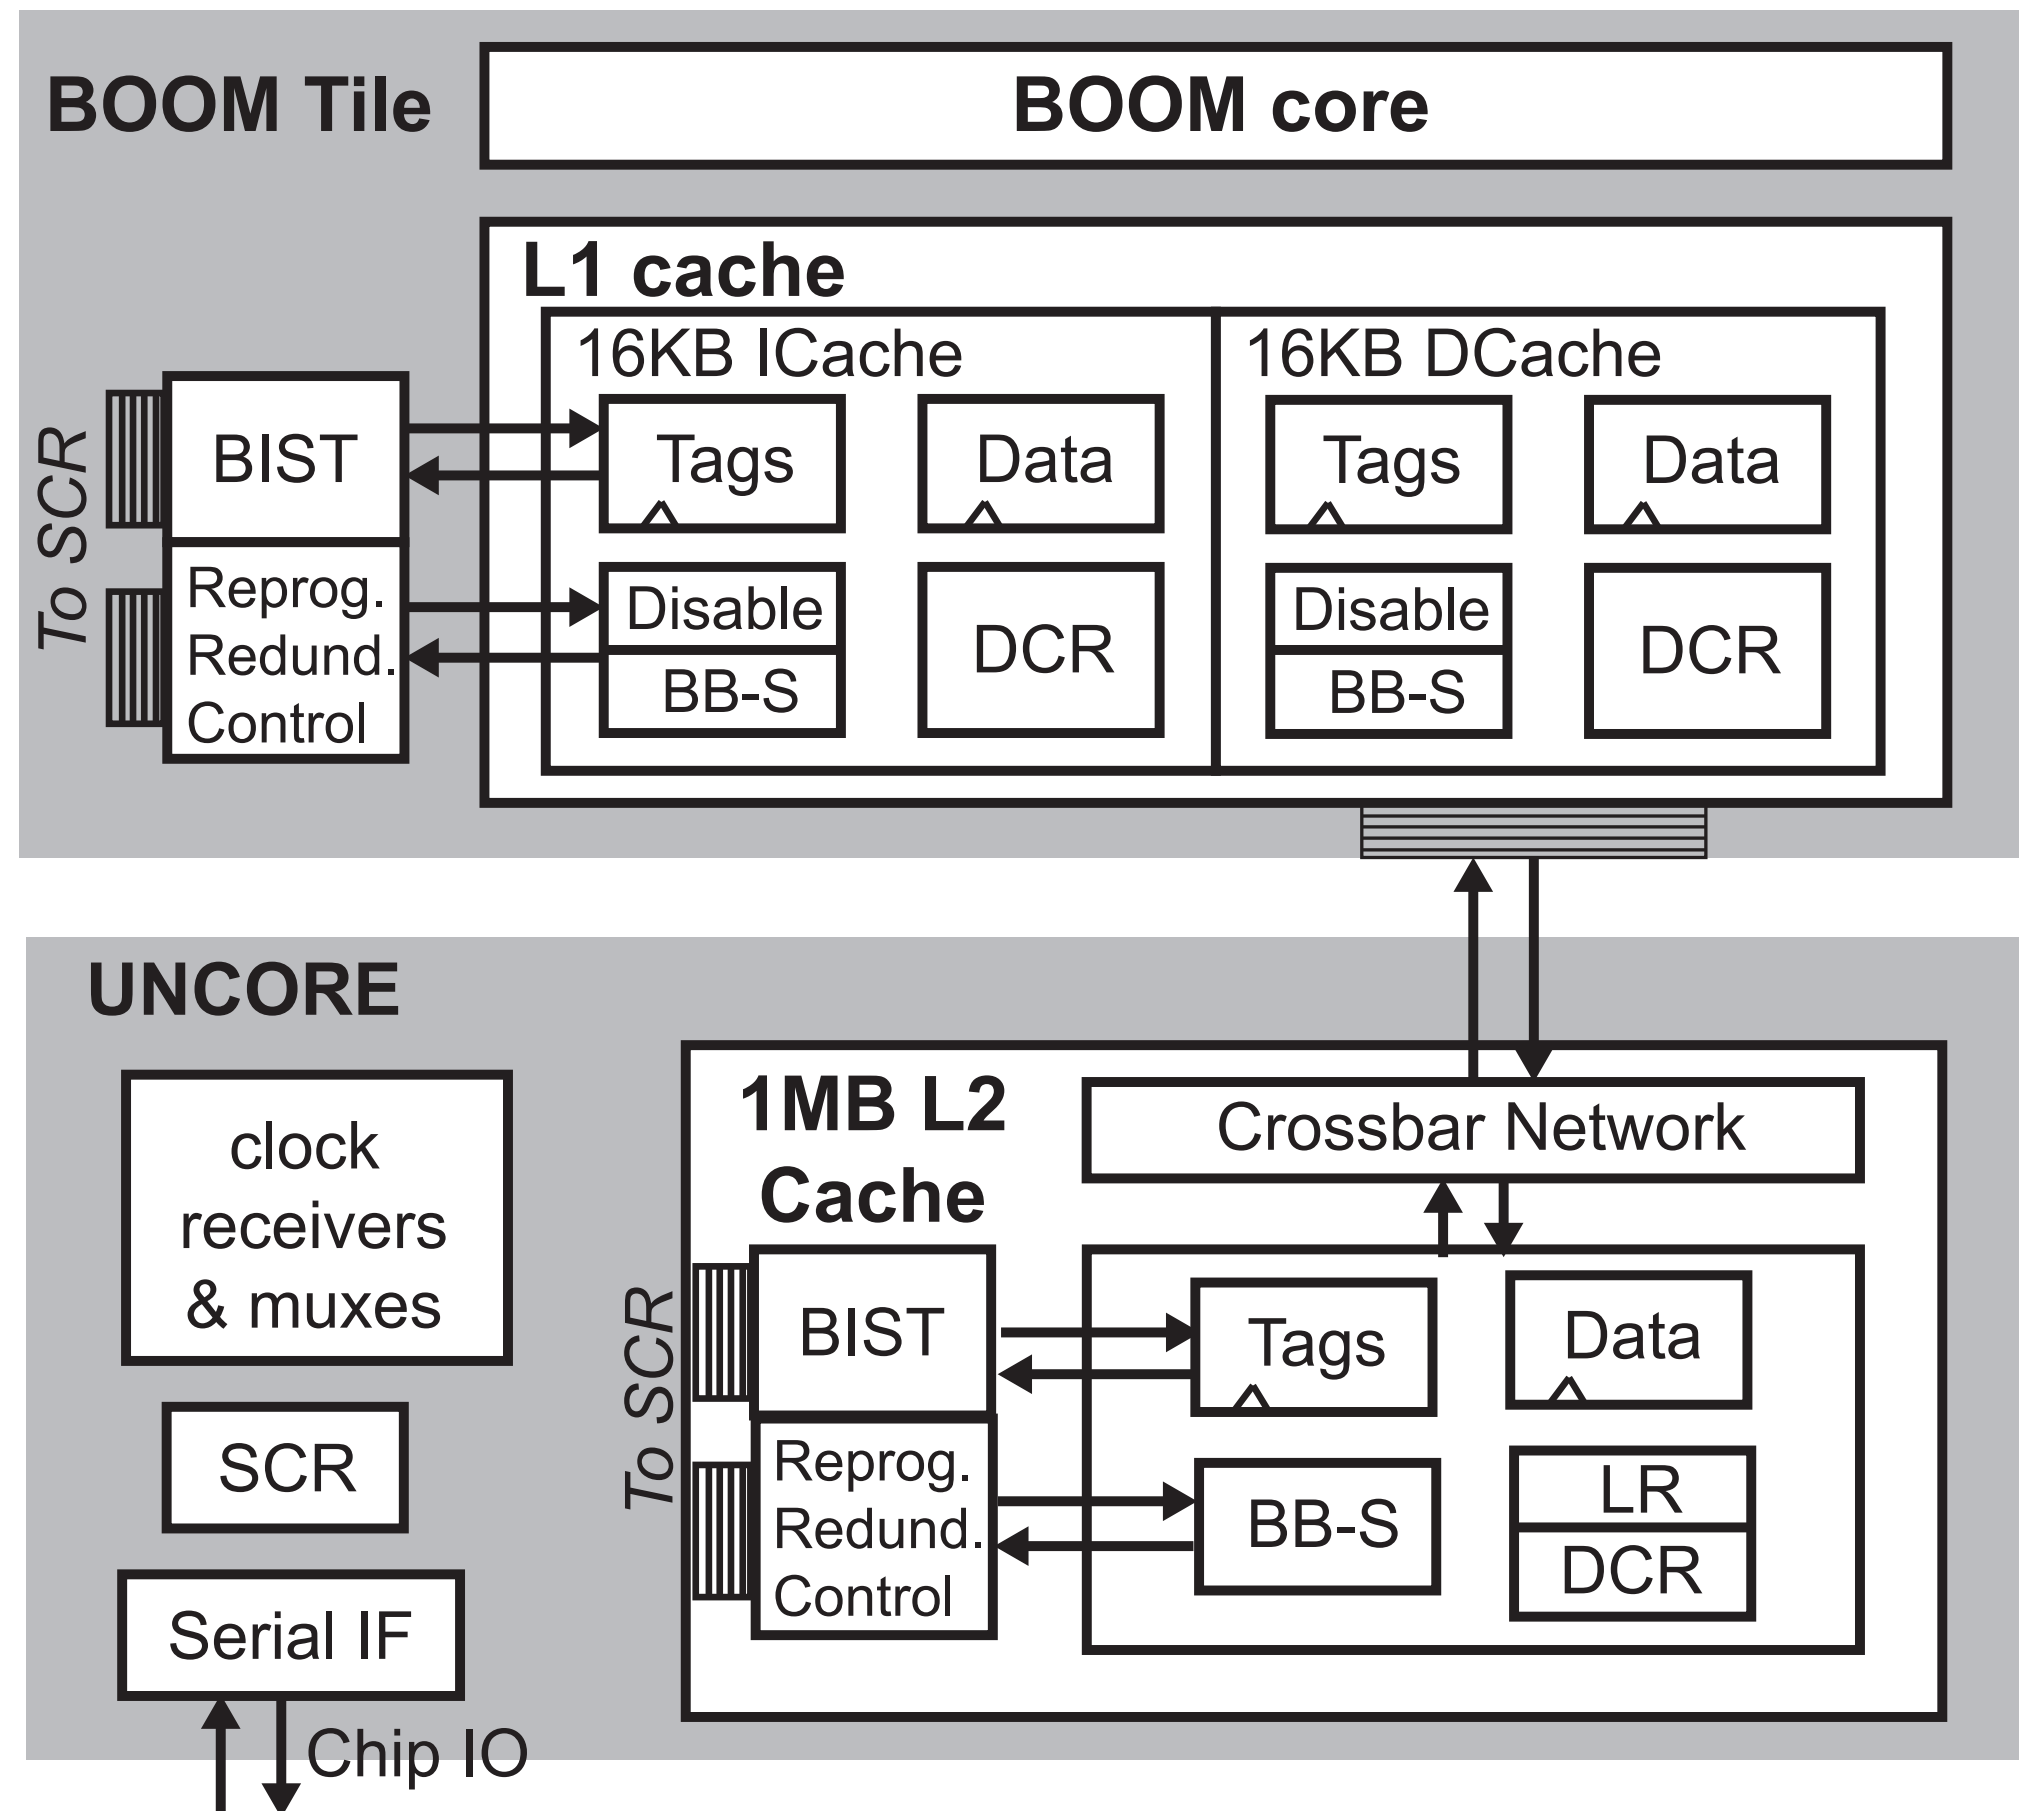 BOOM Tile
BOOM core
L1 cache
16KB ICache
16KB DCache
To SCR
BIST
Tags
Data
Tags
Data
Reprog.
Redund.
Control
Disable
BB-S
DCR
Disable
BB-S
DCR
UNCORE
clock
receivers
& muxes
SCR
Serial IF
Chip IO
1MB L2
Cache
Crossbar Network
To SCR
BIST
Tags
Data
Reprog.
Redund.
Control
BB-S
LR
DCR